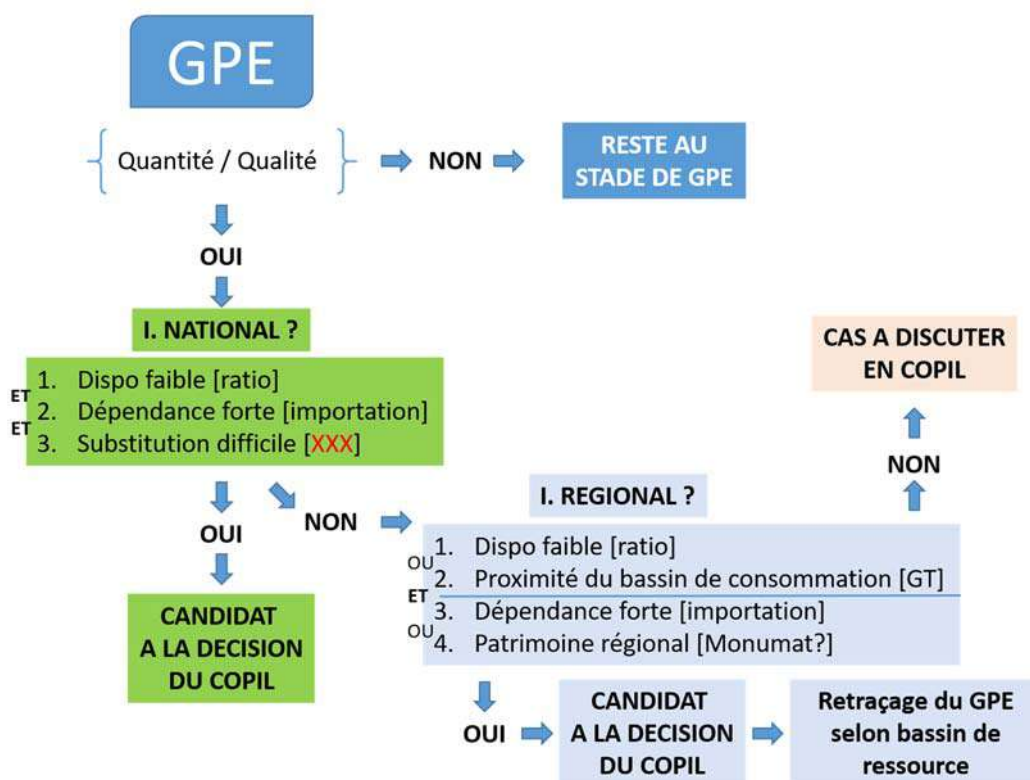 GPE
Quantité / Qualité
NON
RESTE AU
STADE DE GPE
OUI
I. NATIONAL ?
1. Dispo faible [ratio]
ET
2. Dépendance forte [importation]
ET
3. Substitution difficile [XXX]
CAS A DISCUTER
EN COPIL
NON
OUI
NON
I. REGIONAL ?
1. Dispo faible [ratio]
OU
2. Proximité du bassin de consommation [GT]
ET
3. Dépendance forte [importation]
OU
4. Patrimoine régional [Monumat?]
CANDIDAT
A LA DECISION
DU COPIL
OUI
CANDIDAT
A LA DECISION
DU COPIL
Retraçage du GPE
selon bassin de
ressource